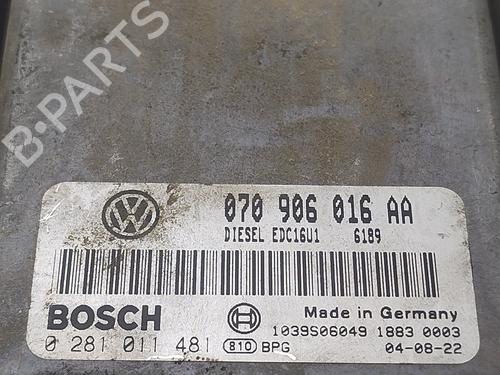 B-PARTS
070 906 016 AA
DIESEL EDC16U1 6189
BOSCH
Made in Germany
1039S06049 1883 0003
0 281 011 481 810 BPG 04-08-22